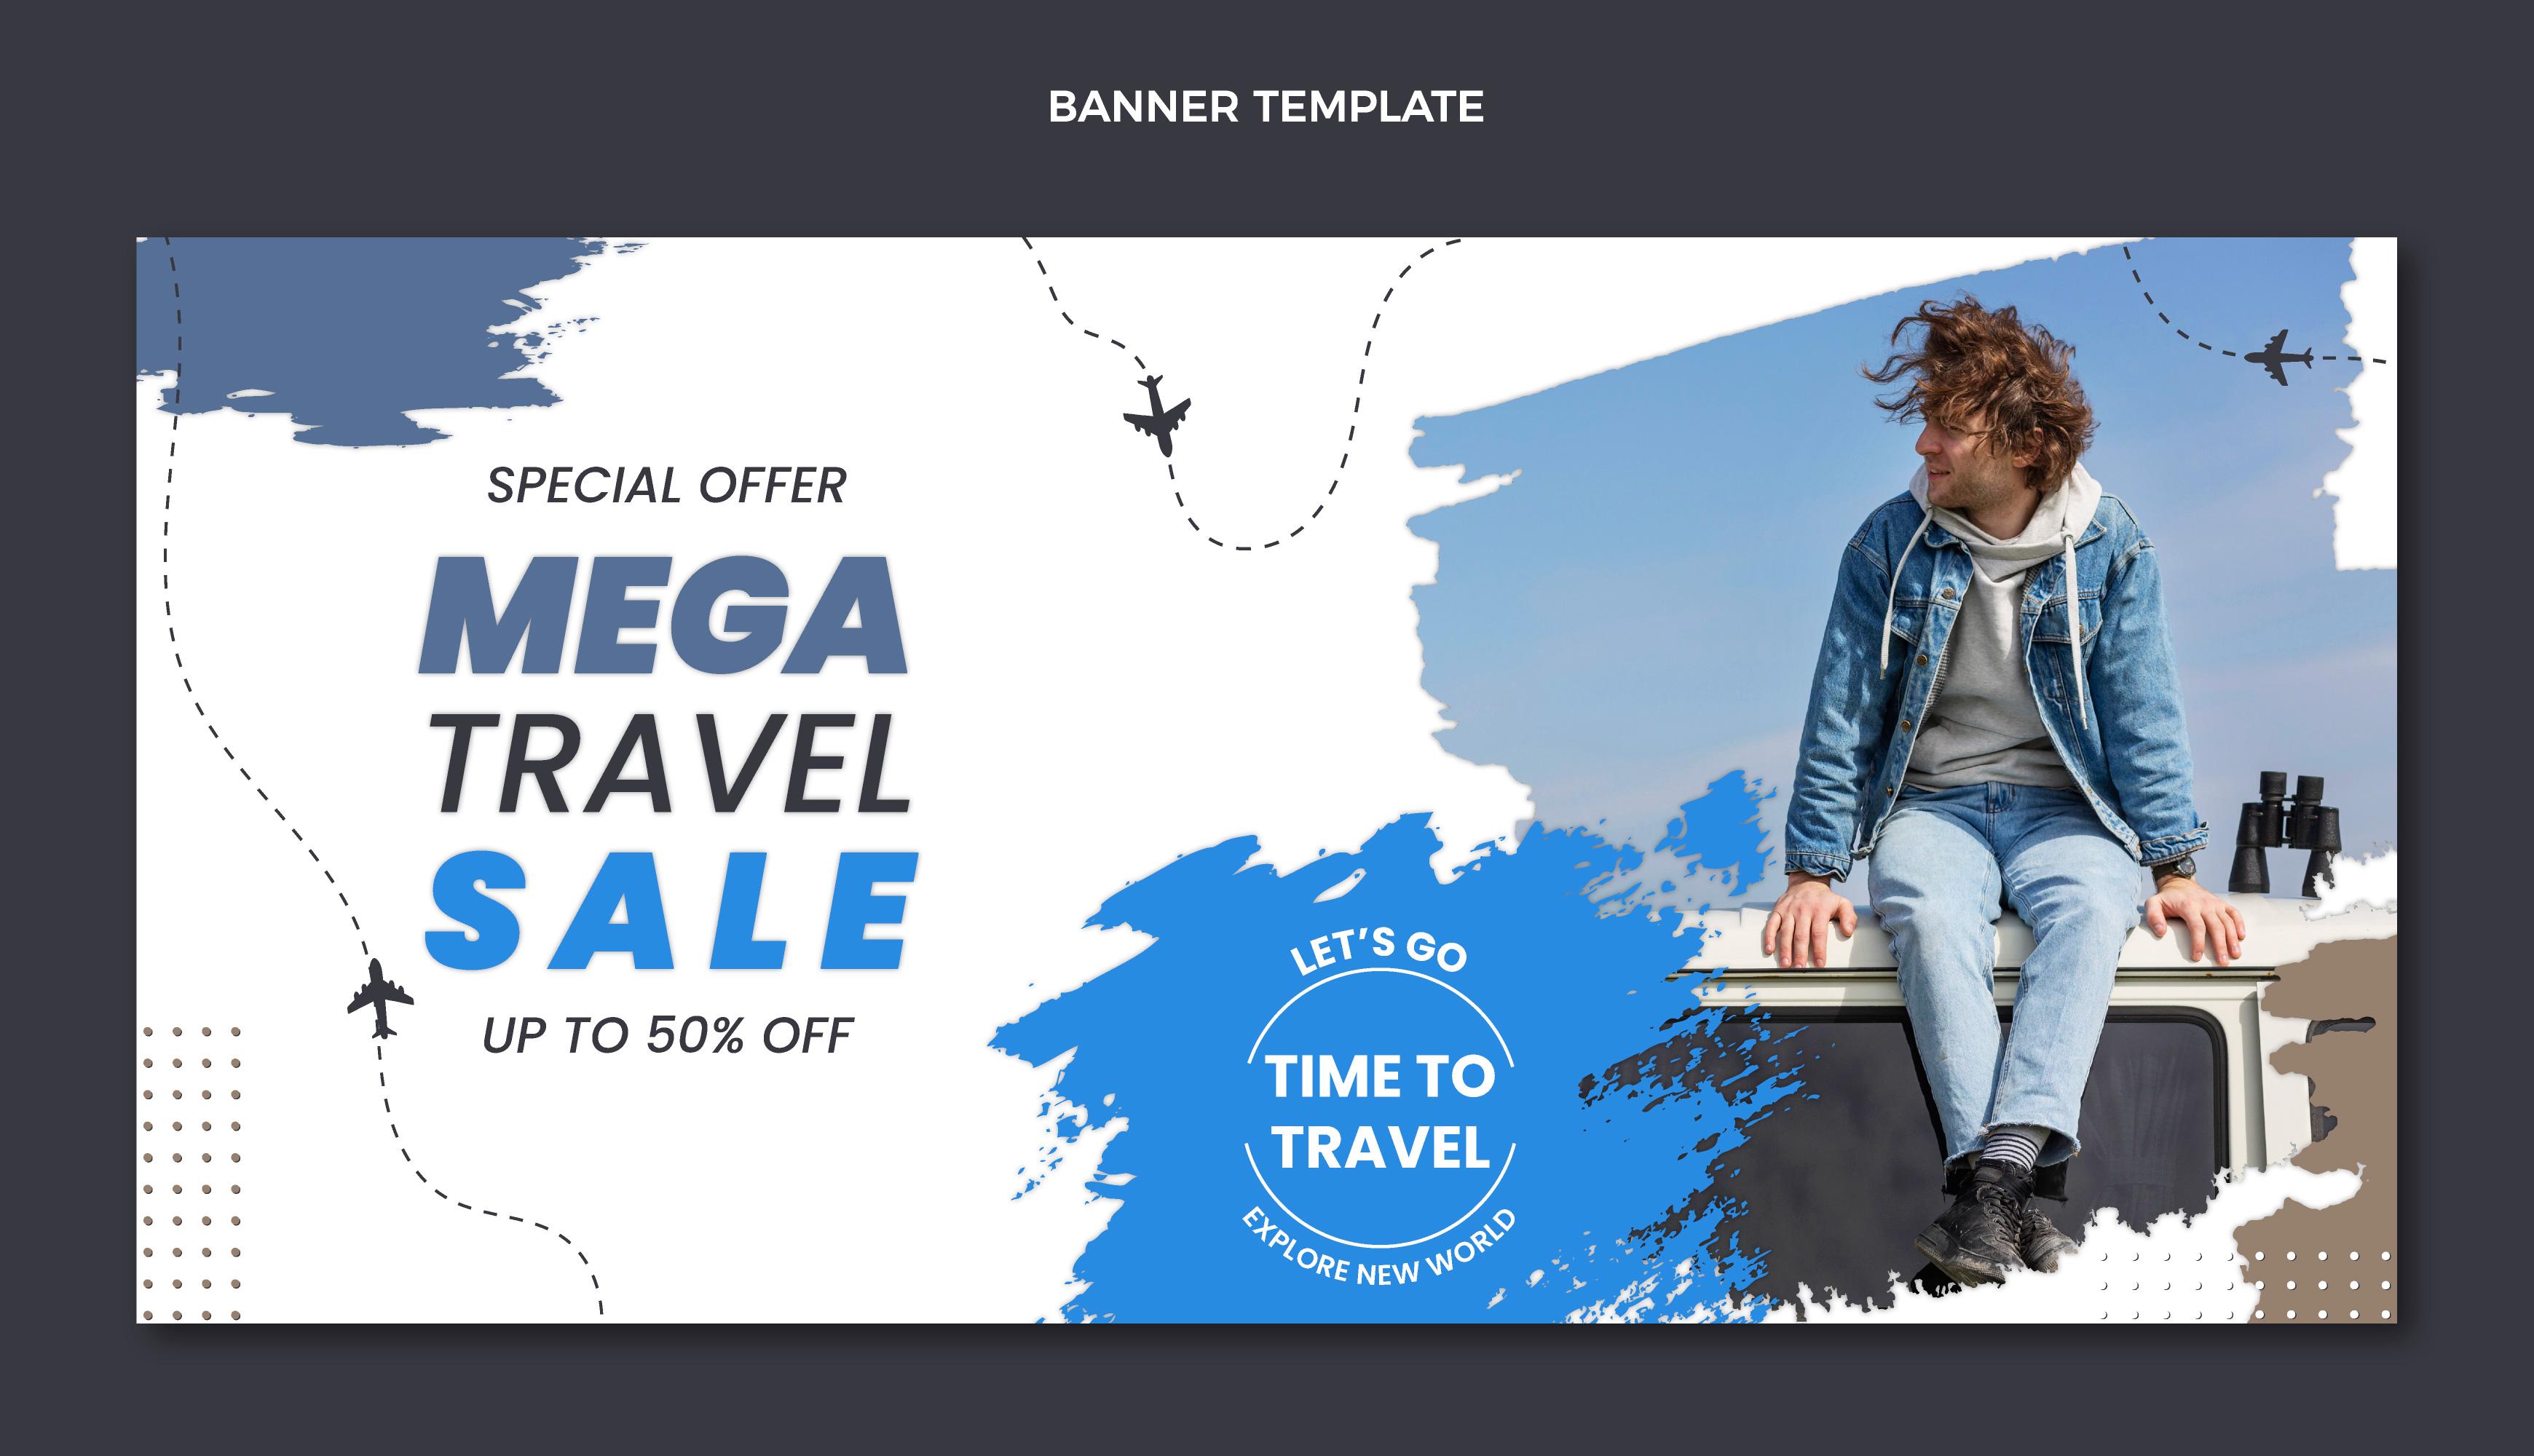 BANNER TEMPLATE
SPECIAL OFFER
MEGA
TRAVEL
SALE
UP TO 50% OFF
LET'S GO
TIME TO
TRAVEL
EXPLORE NEW WORLD